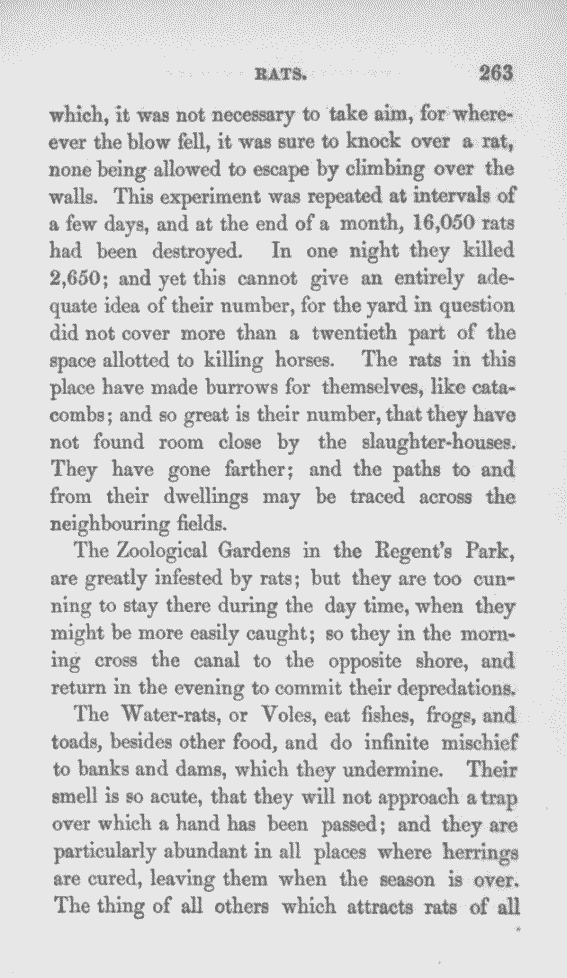 RATS. 263
which, it was not necessary to take aim, for where-
ever the blow fell, it was sure to knock over a rat,
none being allowed to escape by climbing over the
walls. This experiment was repeated at intervals of
a few days, and at the end of a month, 16,050 rats
had been destroyed. In one night they killed
2,650; and yet this cannot give an entirely ade-
quate idea of their number, for the yard in question
did not cover more than a twentieth part of the
space allotted to killing horses. The rats in this
place have made burrows for themselves, like cata-
combs; and so great is their number, that they have
not found room close by the slaughter-houses.
They have gone farther; and the paths to and
from their dwellings may be traced across the
neighbouring fields.
The Zoological Gardens in the Regent's Park,
are greatly infested by rats; but they are too cun-
ning to stay there during the day time, when they
might be more easily caught; so they in the morn-
ing cross the canal to the opposite shore, and
return in the evening to commit their depredations.
The Water-rats, or Voles, eat fishes, frogs, and
toads, besides other food, and do infinite mischief
to banks and dams, which they undermine. Their
smell is so acute, that they will not approach a trap
over which a hand has been passed; and they are
particularly abundant in all places where herrings
are cured, leaving them when the season is over.
The thing of all others which attracts rats of all